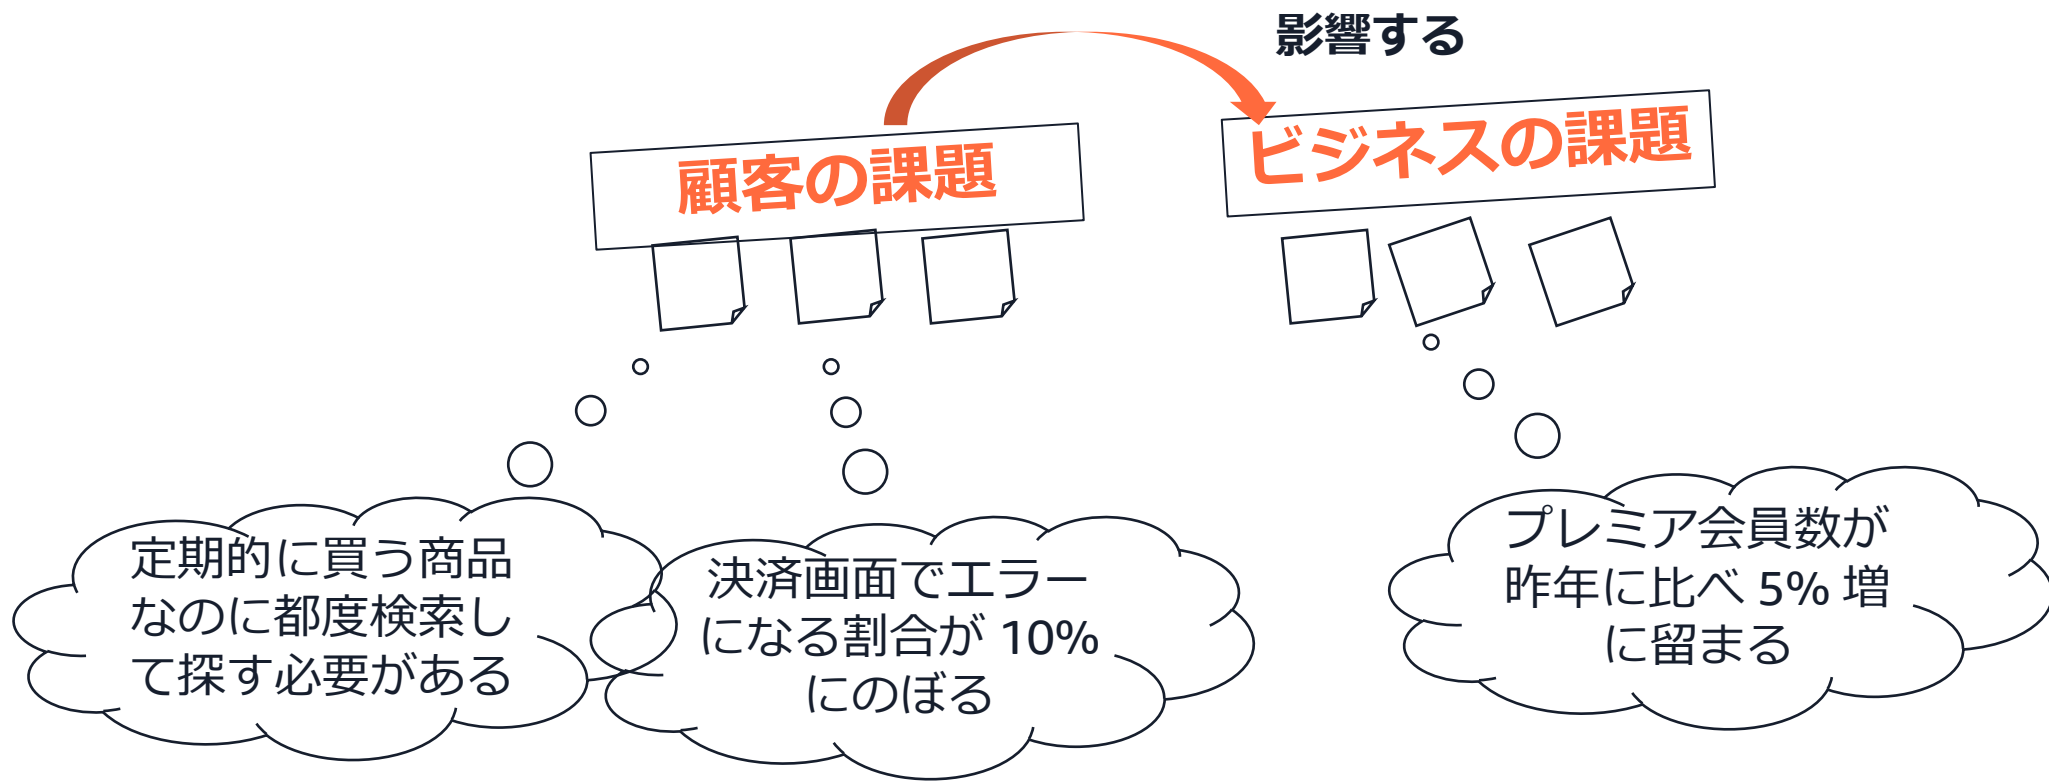 影響する
顧客の課題
ビジネスの課題
定期的に買う商品
なのに都度検索し
て探す必要がある
決済画面でエラー
になる割合が 10%
にのぼる
プレミア会員数が
昨年に比べ 5% 増
に留まる